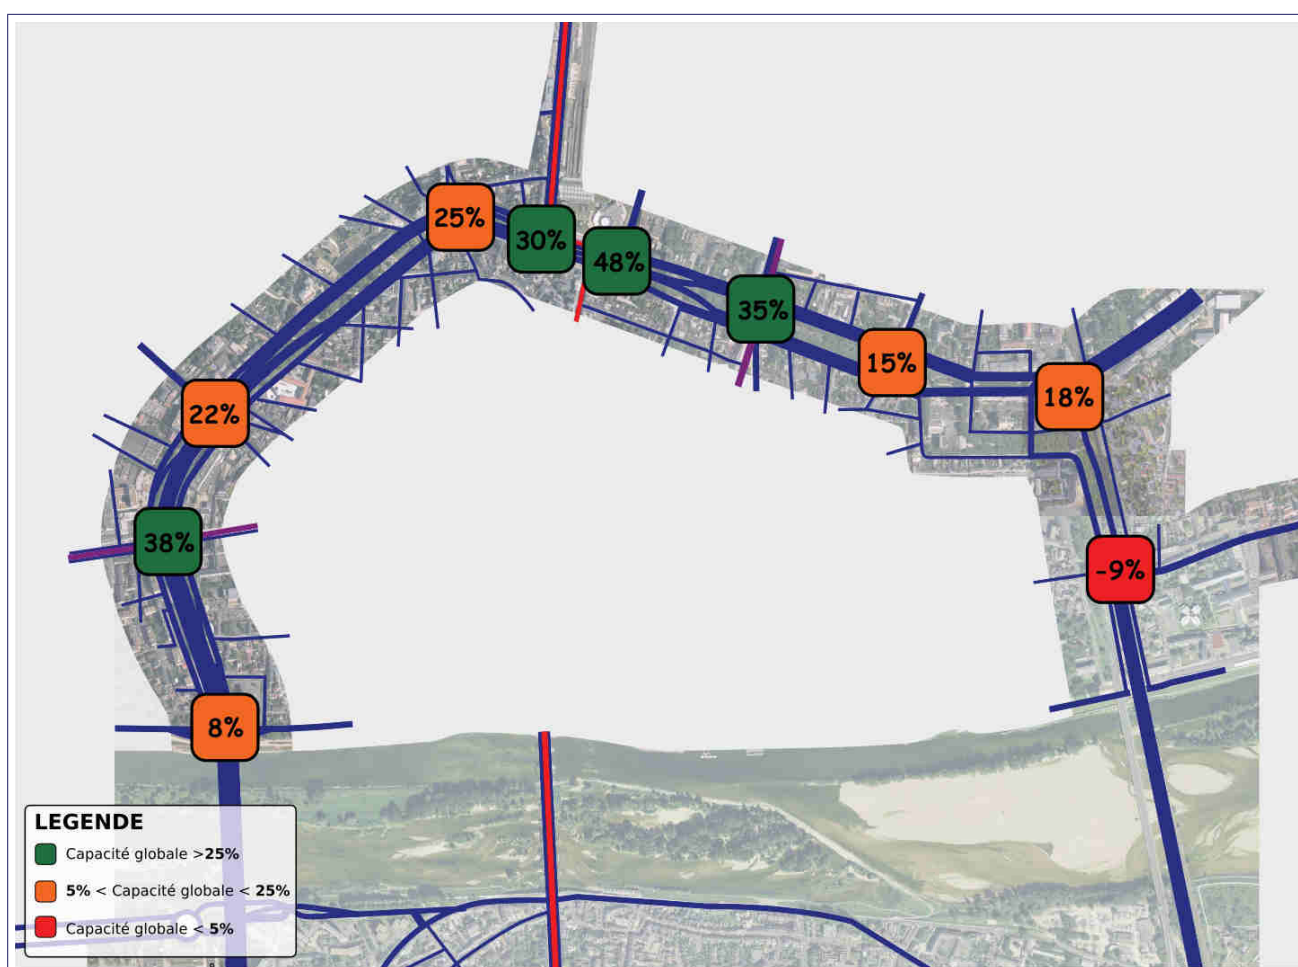 25%
30%
48%
35%
15%
18%
22%
38%
-9%
8%
LEGENDE
Capacité globale >25%
5% < Capacité globale < 25%
Capacité globale < 5%